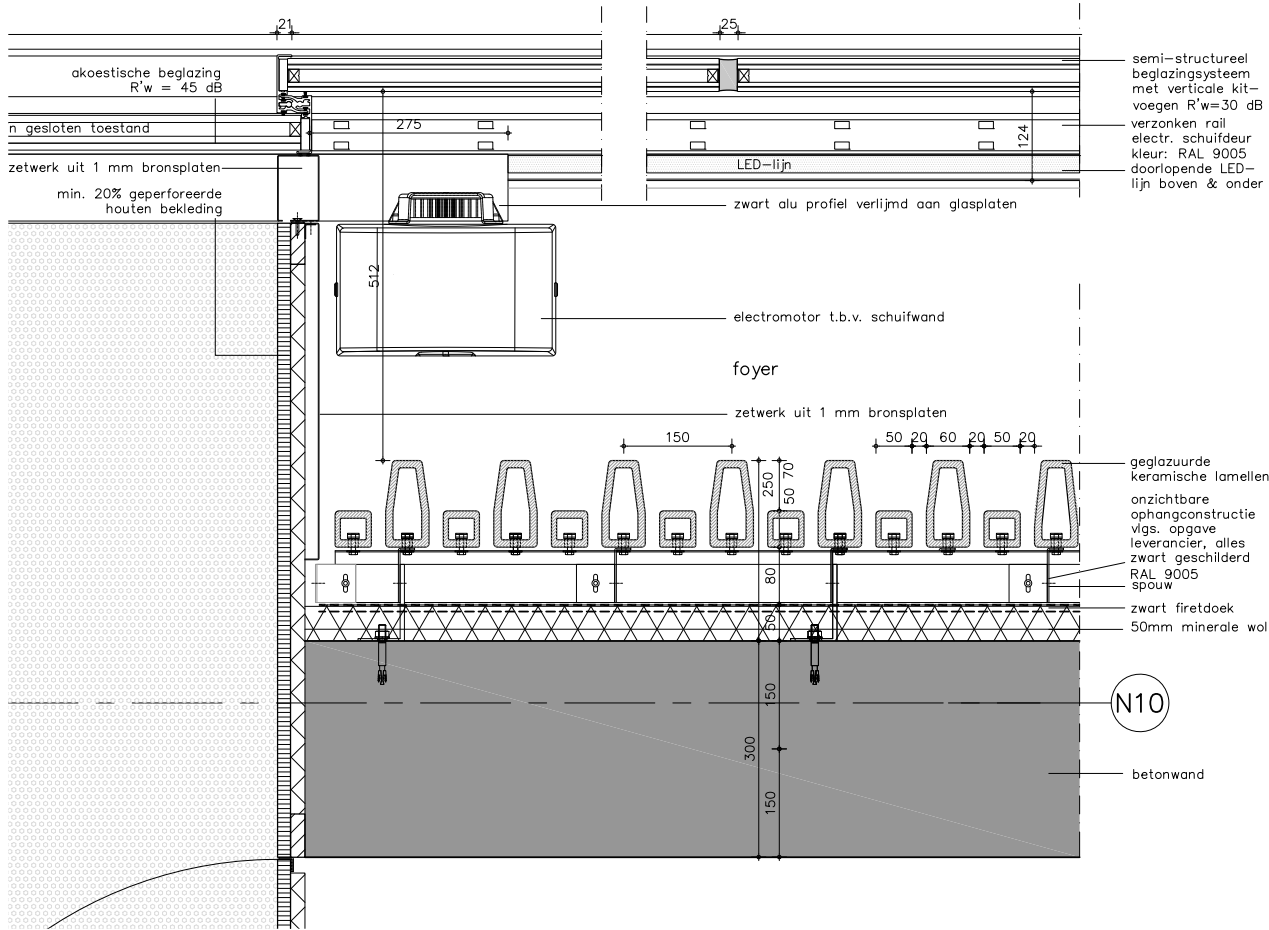 21
25
akoestische beglazing
R'w = 45 dB
n gesloten toestand
zetwerk uit 1 mm bronsplaten
min. 20% geperforeerde
houten bekleding
275
LED-lijn
124
semi-structureel
beglazingsysteem
met verticale kit-
voegen R'w=30 dB
verzonken rail
electr. schuifdeur
kleur: RAL 9005
doorlopende LED-
lijn boven & onder
zwart alu profiel verlijmd aan glasplaten
512
electromotor t.b.v. schuifwand
foyer
zetwerk uit 1 mm bronsplaten
150
50 20 60 20 50 20
250
70
50
80
50
geglazuurde
keramische lamellen
onzichtbare
ophangconstructie
vlgs. opgave
leverancier, alles
zwart geschilderd
RAL 9005
spouw
zwart firetdoek
50mm minerale wol
150
300
150
N10
betonwand